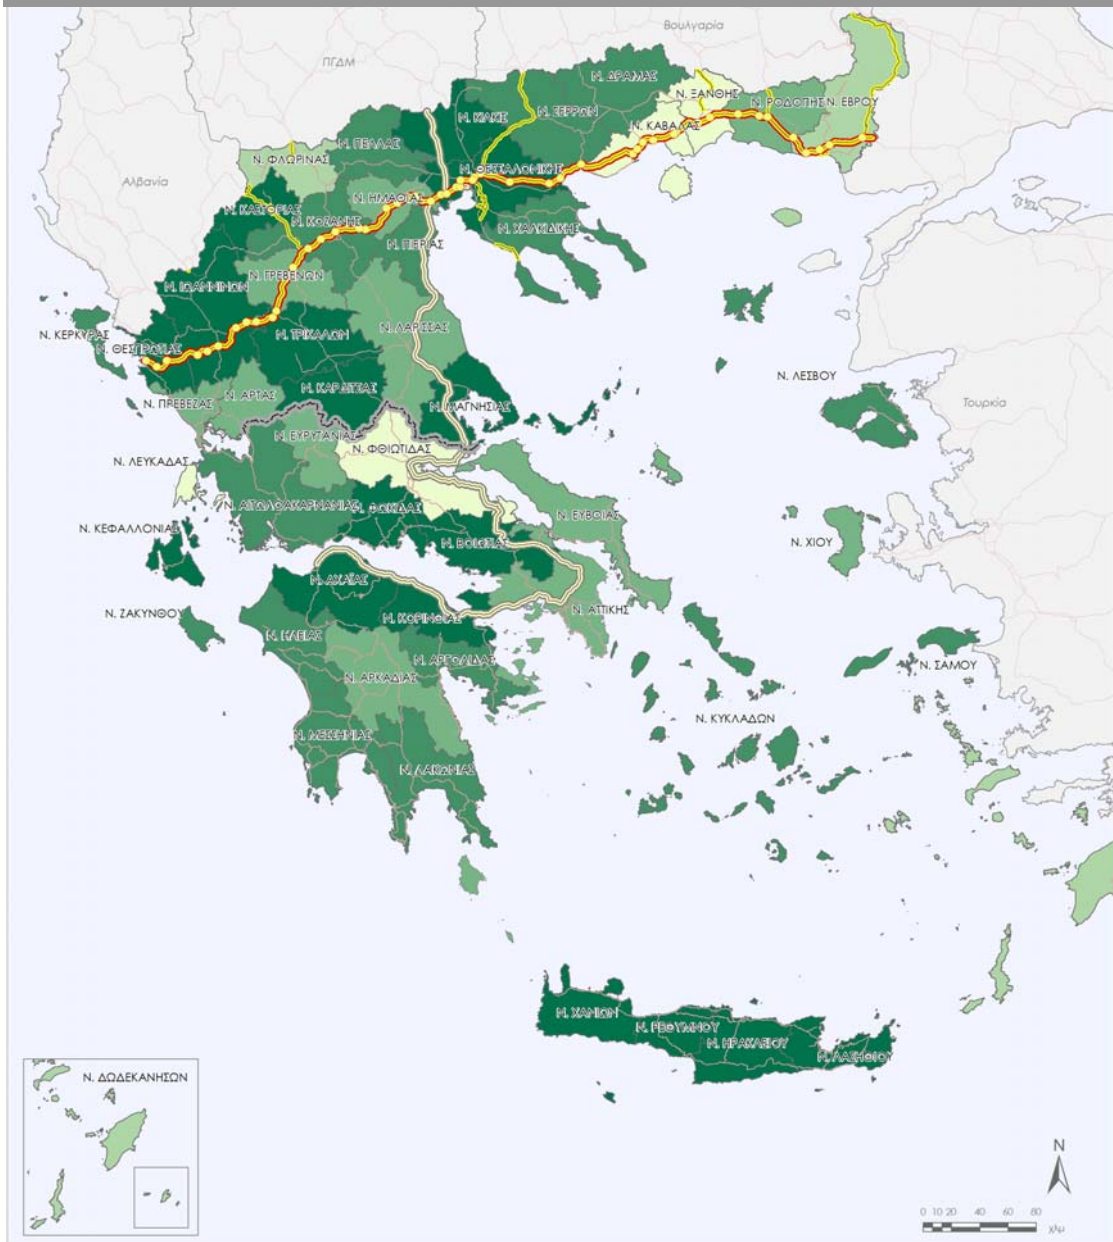 Βουλγαρία
ΠΓΔΜ
Ν. ΔΡΑΜΑΣ
Ν. ΞΑΝΘΗΣ
Ν. ΡΟΔΟΠΗΣ
Ν. ΕΒΡΟΥ
Ν. ΚΙΛΚΙΣ
Ν. ΣΕΡΡΩΝ
Ν. ΚΑΒΑΛΑΣ
Ν. ΠΕΛΛΑΣ
Ν. ΦΛΩΡΙΝΑΣ
Ν. ΘΕΣΣΑΛΟΝΙΚΗΣ
Αλβανία
Ν. ΗΜΑΘΙΑΣ
Ν. ΚΑΣΤΟΡΙΑΣ
Ν. ΚΟΖΑΝΗΣ
Ν. ΧΑΛΚΙΔΙΚΗΣ
Ν. ΠΙΕΡΙΑΣ
Ν. ΓΡΕΒΕΝΩΝ
Ν. ΙΩΑΝΝΙΝΩΝ
Ν. ΚΕΡΚΥΡΑΣ
Ν. ΤΡΙΚΑΛΩΝ
Ν. ΛΑΡΙΣΑΣ
Ν. ΘΕΣΠΡΩΤΙΑΣ
Ν. ΛΕΣΒΟΥ
Ν. ΚΑΡΔΙΤΣΑΣ
Ν. ΑΡΤΑΣ
Ν. ΠΡΕΒΕΖΑΣ
Ν. ΜΑΓΝΗΣΙΑΣ
Τουρκία
Ν. ΕΥΡΥΤΑΝΙΑΣ
Ν. ΦΘΙΩΤΙΔΑΣ
Ν. ΛΕΥΚΑΔΑΣ
Ν. ΑΙΤΩΛΟΑΚΑΡΝΑΝΙΑΣ
Ν. ΦΩΚΙΔΑΣ
Ν. ΕΥΒΟΙΑΣ
Ν. ΚΕΦΑΛΛΟΝΙΑΣ
Ν. ΒΟΙΩΤΙΑΣ
Ν. ΧΙΟΥ
Ν. ΑΧΑΪΑΣ
Ν. ΖΑΚΥΝΘΟΥ
Ν. ΚΟΡΙΝΘΙΑΣ
Ν. ΑΤΤΙΚΗΣ
Ν. ΗΛΕΙΑΣ
Ν. ΑΡΓΟΛΙΔΑΣ
Ν. ΣΑΜΟΥ
Ν. ΑΡΚΑΔΙΑΣ
Ν. ΚΥΚΛΑΔΩΝ
Ν. ΜΕΣΣΗΝΙΑΣ
Ν. ΛΑΚΩΝΙΑΣ
Ν. ΧΑΝΙΩΝ
Ν. ΡΕΘΥΜΝΟΥ
Ν. ΗΡΑΚΛΕΙΟΥ
Ν. ΛΑΣΗΘΙΟΥ
Ν. ΔΩΔΕΚΑΝΗΣΩΝ
N
0 10 20 40 60 80
Χλμ